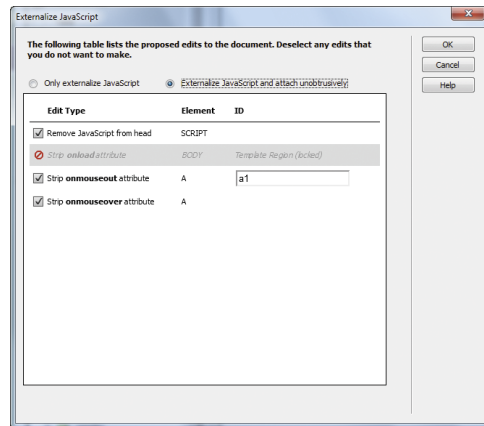 Externalize JavaScript
The following table lists the proposed edits to the document. Deselect any edits that
you do not want to make.
OK
Cancel
Help
Only externalize JavaScript
Externalize JavaScript and attach unobtrusively
Edit Type Element ID
Remove JavaScript from head SCRIPT
Strip onload attribute BODY Template Region (locked)
Strip onmouseout attribute A a1
Strip onmouseover attribute A